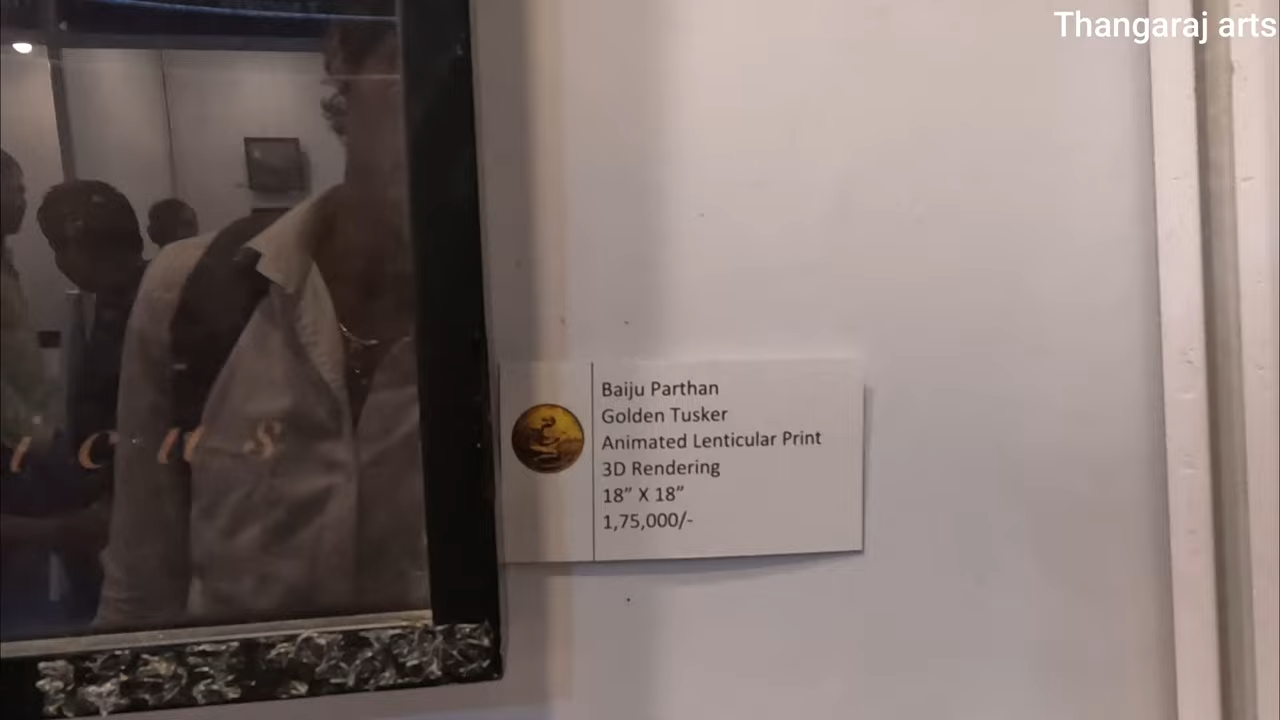 Thangaraj arts
Baiju Parthan
Golden Tusker
Animated Lenticular Print
3D Rendering
18” X 18”
1,75,000/-